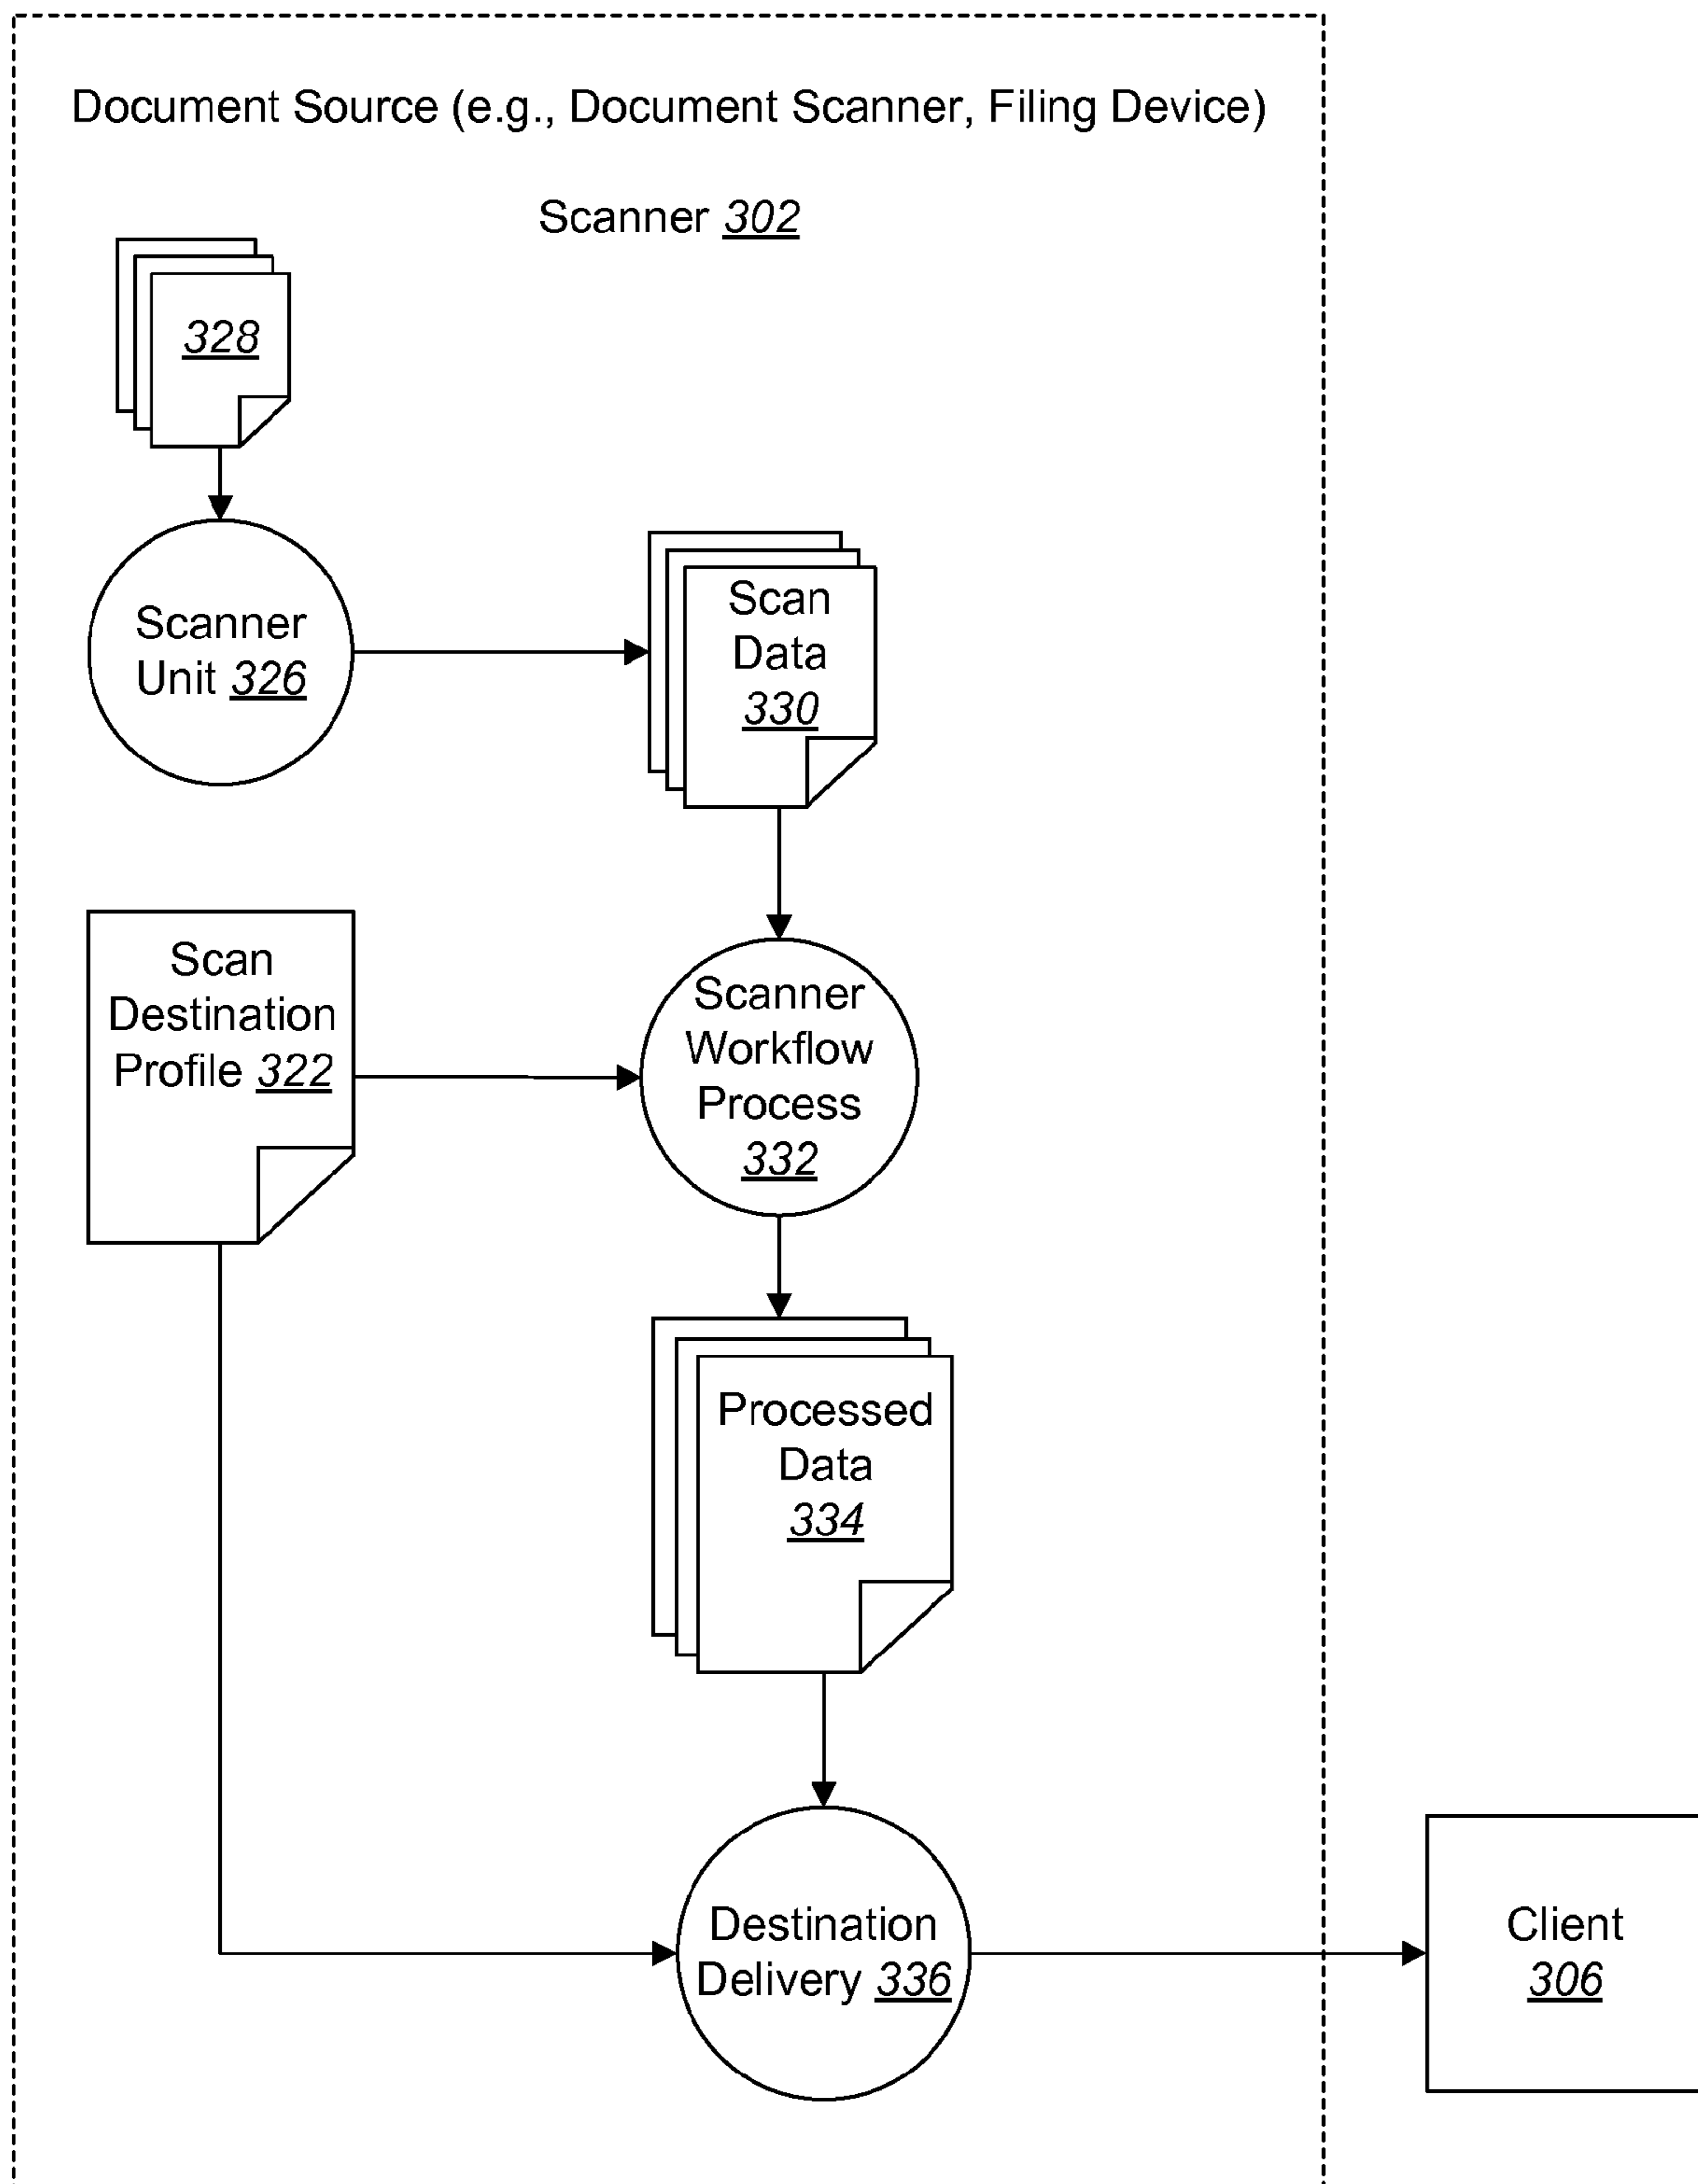 Document Source (e.g., Document Scanner, Filing Device)
Scanner 302
328
Scanner
Unit 326
Scan
Data
330
Scan
Destination
Profile 322
Scanner
Workflow
Process
332
Processed
Data
334
Destination
Delivery 336
Client
306